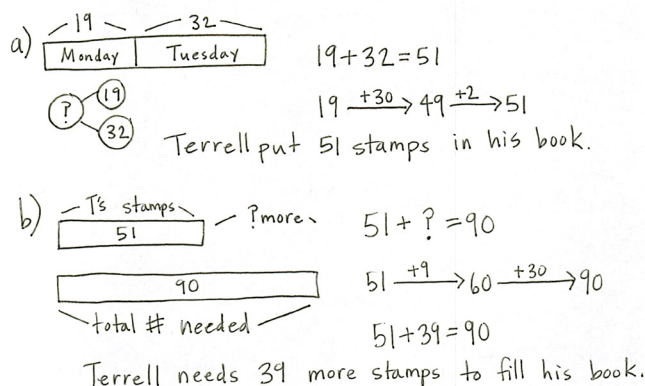 a) 19 32
Monday Tuesday
19+32=51
? 19 32
19 +30→ 49 +2→ 51
Terrell put 51 stamps in his book.
b) T's stamps ?more
51
51 + ? = 90
90
51 +9→ 60 +30→ 90
total # needed
51+39=90
Terrell needs 39 more stamps to fill his book.